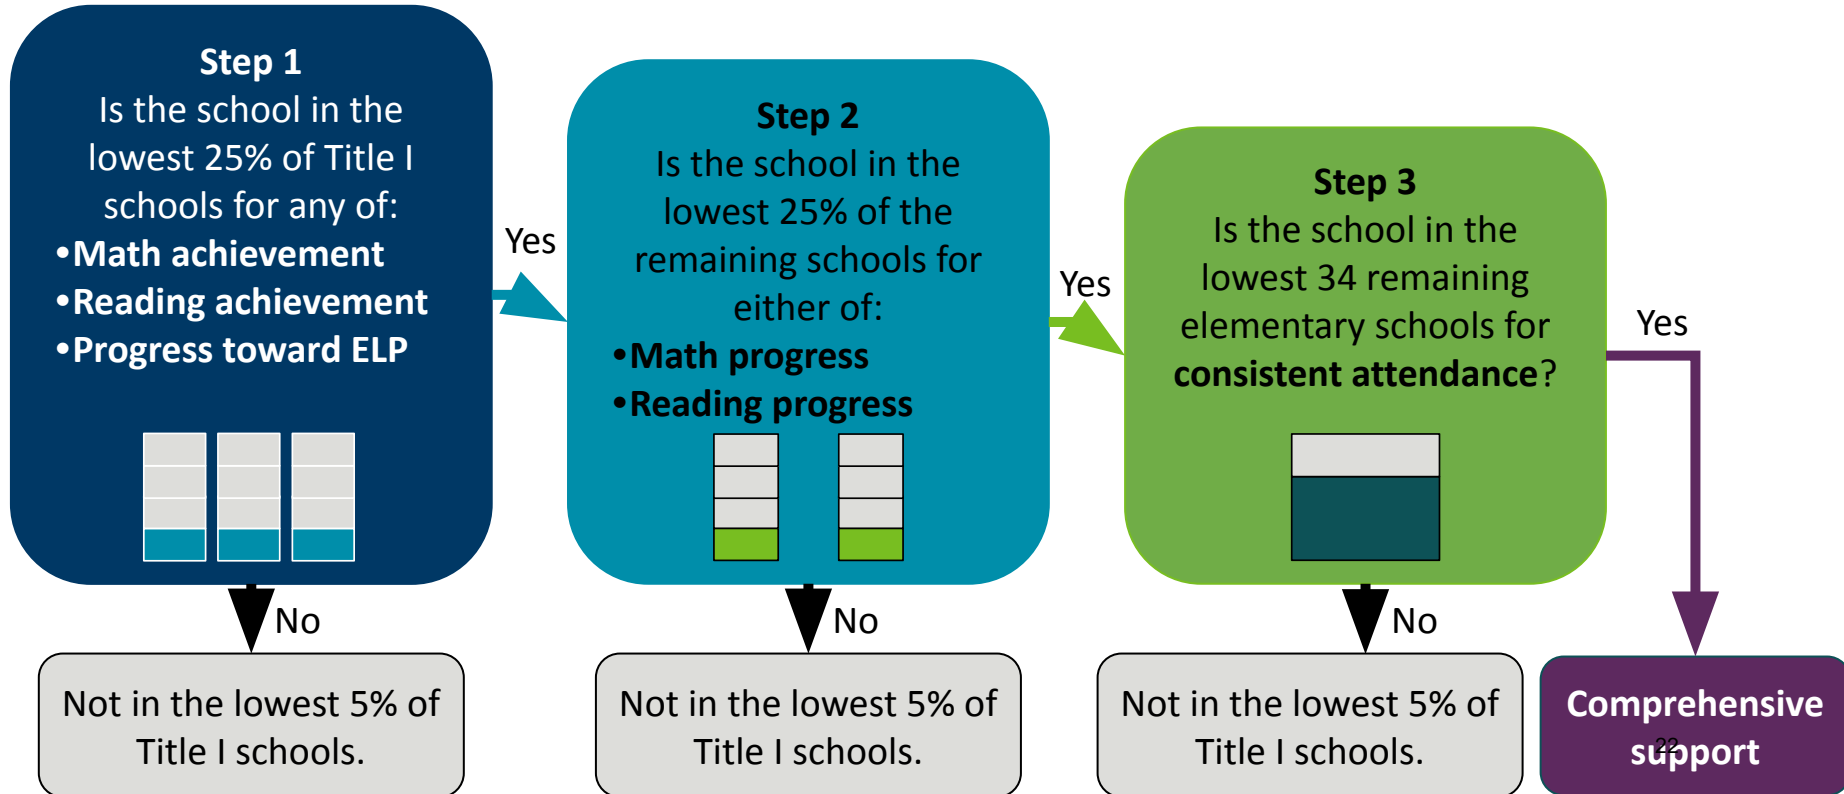 Step 1
Is the school in the
lowest 25% of Title I
schools for any of:
•Math achievement
•Reading achievement
•Progress toward ELP
Yes
Step 2
Is the school in the
lowest 25% of the
remaining schools for
either of:
•Math progress
•Reading progress
Yes
Step 3
Is the school in the
lowest 34 remaining
elementary schools for
consistent attendance?
Yes
No
No
No
Not in the lowest 5% of
Title I schools.
Not in the lowest 5% of
Title I schools.
Not in the lowest 5% of
Title I schools.
Comprehensive
support
22